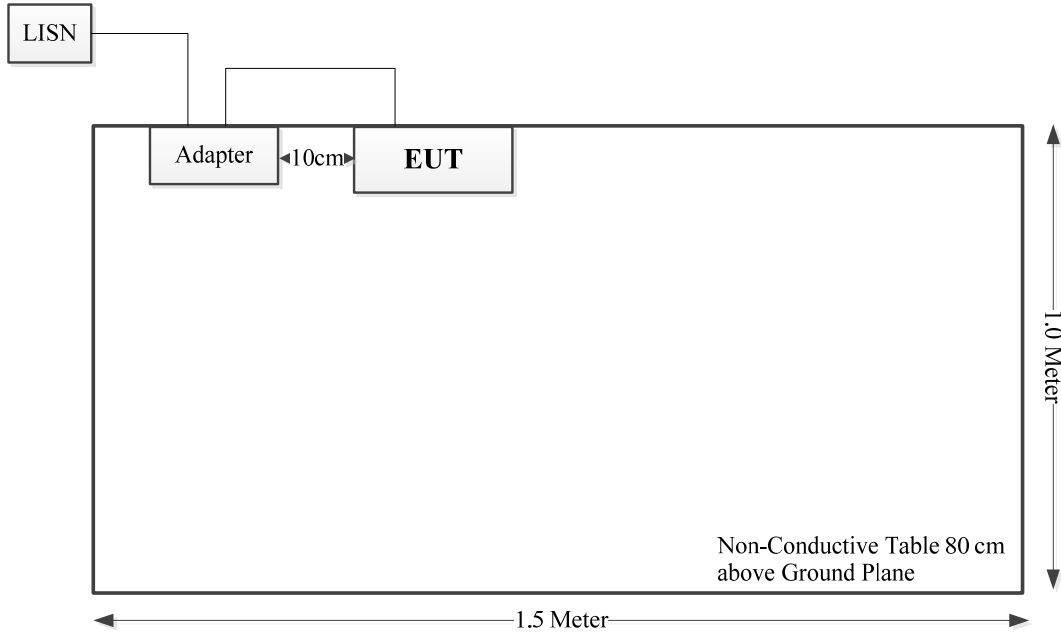 LISN
Adapter
10cm
EUT
1.0 Meter
Non-Conductive Table 80 cm
above Ground Plane
1.5 Meter